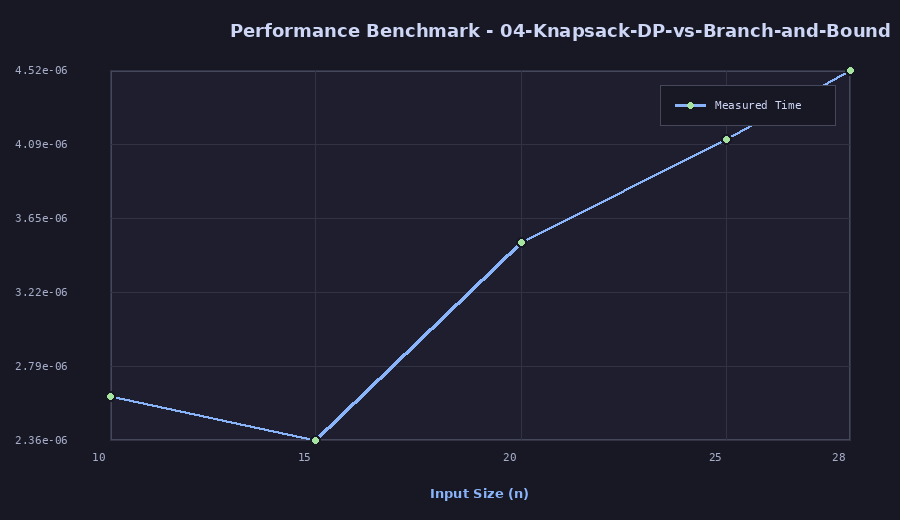 Performance Benchmark - 04-Knapsack-DP-vs-Branch-and-Bound
4.52e-06
Measured Time
4.09e-06
3.65e-06
3.22e-06
2.79e-06
2.36e-06
10 15 20 25 28
Input Size (n)